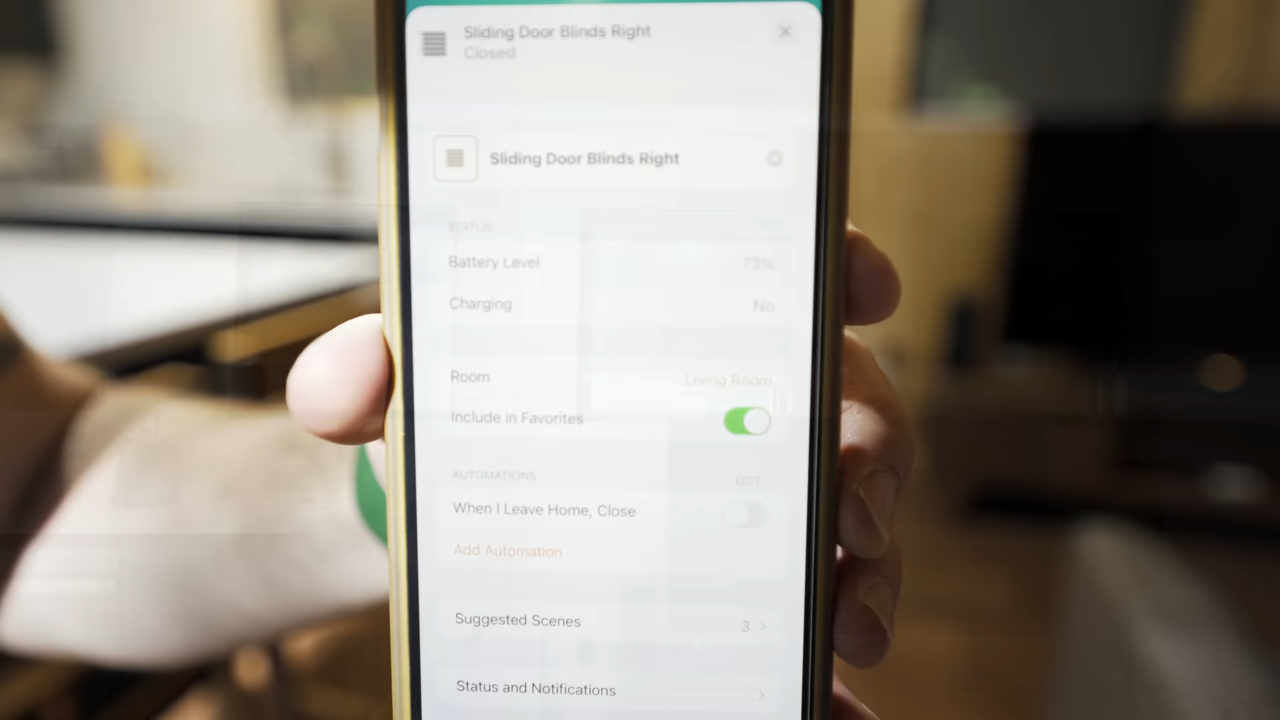 Sliding Door Blinds Right
Closed
Sliding Door Blinds Right
STATUS
Battery Level 73%
Charging No
Room Living Room
Include in Favorites
AUTOMATIONS EDIT
When I Leave Home, Close
Add Automation
Suggested Scenes 3
Status and Notifications